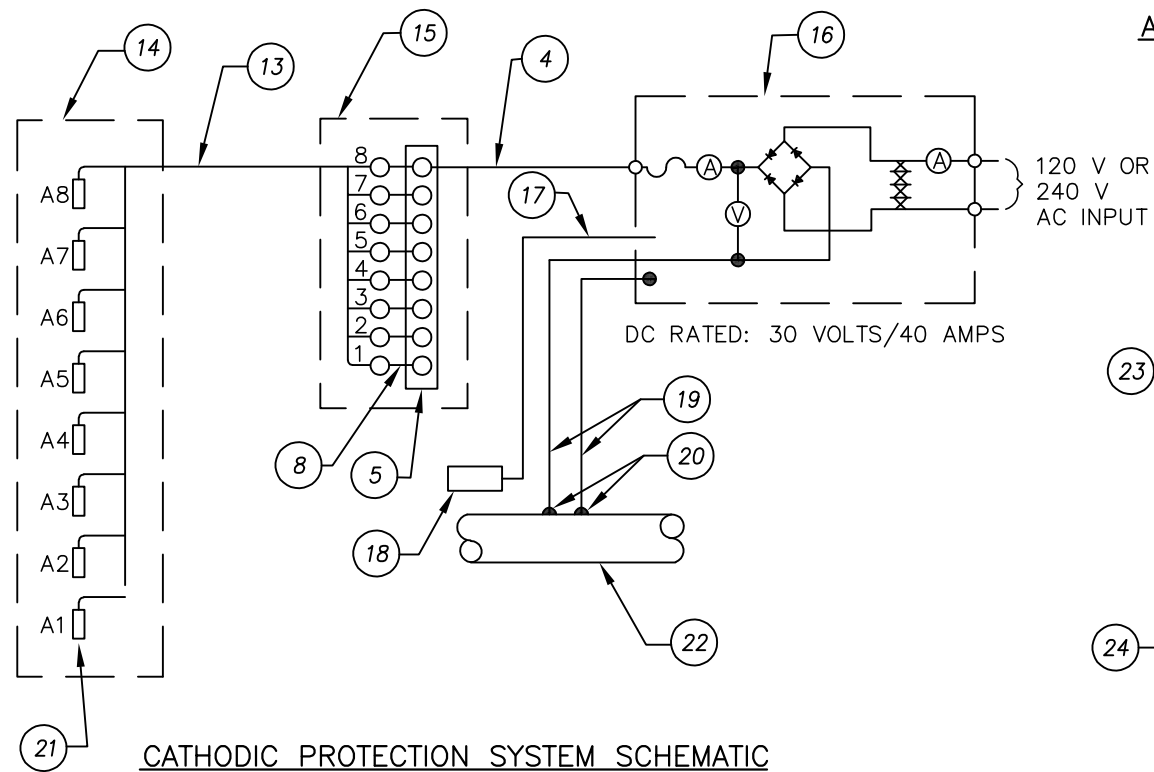 A
14
13
15
4
16
8
7
6
5
4
3
2
1
A8
A7
A6
A5
A4
A3
A2
A1
17
A
V
A
120 V OR
240 V
AC INPUT
DC RATED: 30 VOLTS/40 AMPS
23
19
8
5
20
18
22
24
21
CATHODIC PROTECTION SYSTEM SCHEMATIC